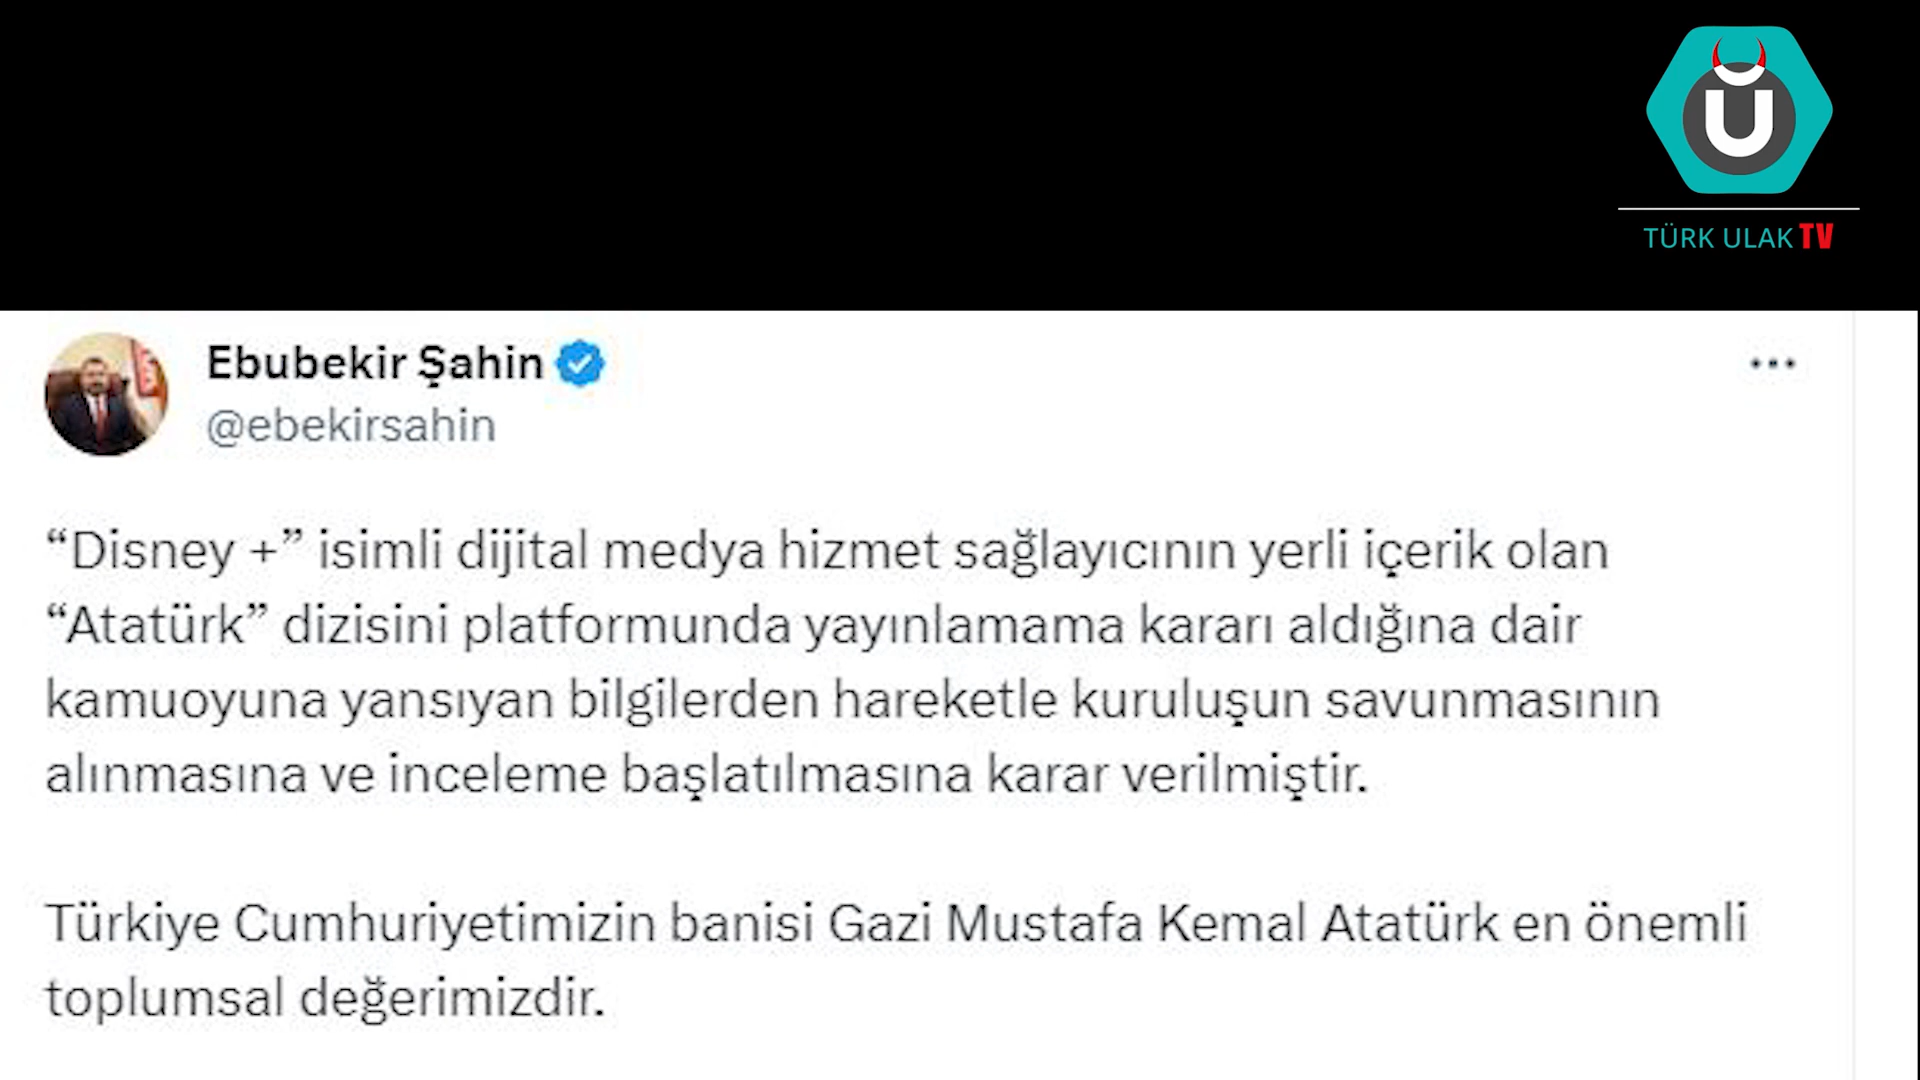 Ü
TÜRK ULAK TV
Ebubekir Şahin
@ebekirsahin
“Disney +” isimli dijital medya hizmet sağlayıcının yerli içerik olan
“Atatürk” dizisini platformunda yayınlamama kararı aldığına dair
kamuoyuna yansıyan bilgilerden hareketle kuruluşun savunmasının
alınmasına ve inceleme başlatılmasına karar verilmiştir.
Türkiye Cumhuriyetimizin banisi Gazi Mustafa Kemal Atatürk en önemli
toplumsal değerimizdir.